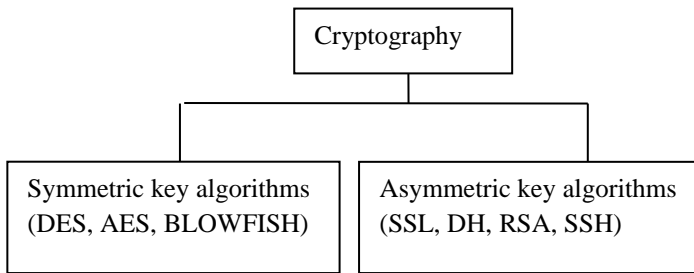 Cryptography
Symmetric key algorithms
(DES, AES, BLOWFISH)
Asymmetric key algorithms
(SSL, DH, RSA, SSH)